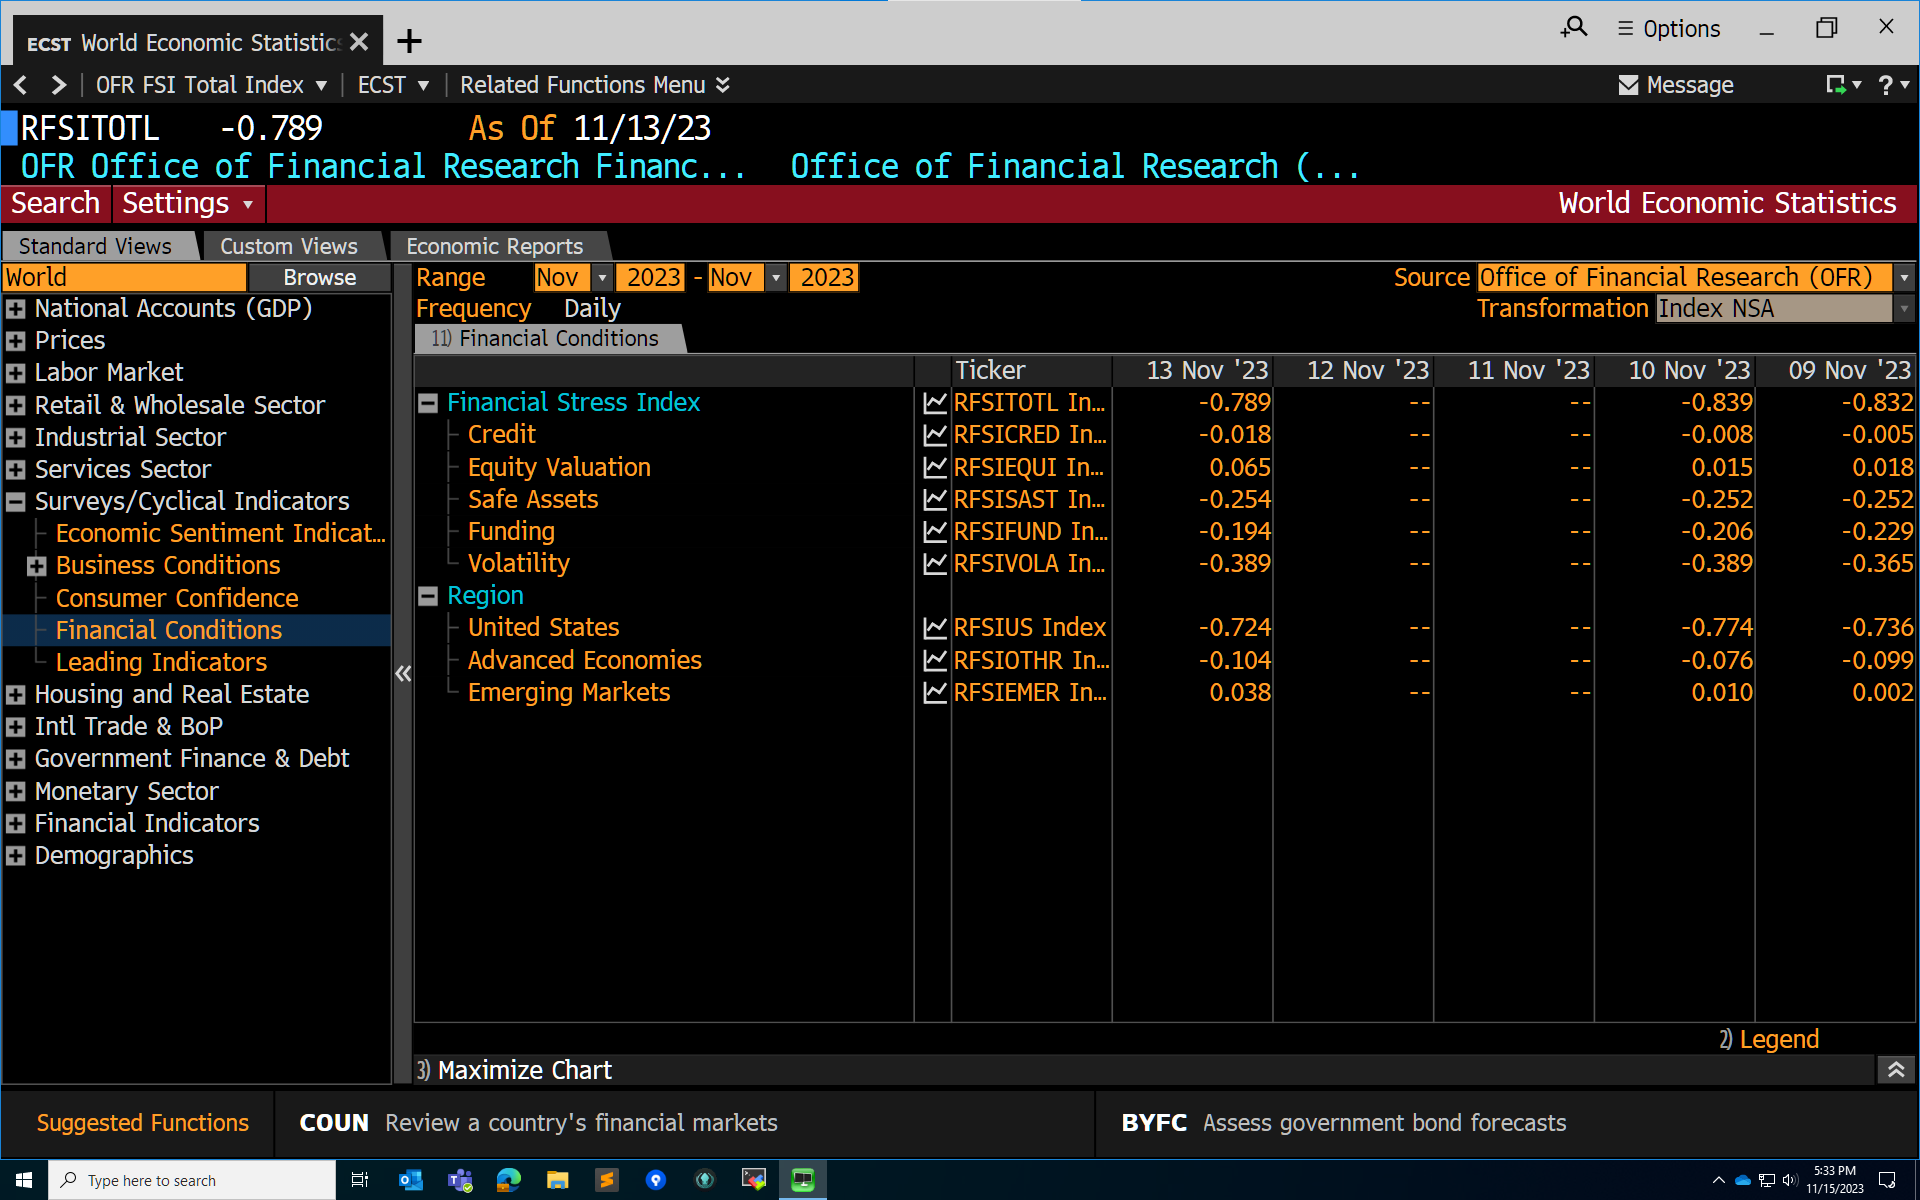 ECST World Economic Statistics
Options
OFR FSI Total Index ECST Related Functions Menu Message ?
RFSITOTL -0.789 As Of 11/13/23
OFR Office of Financial Research Financ... Office of Financial Research (...
Search Settings World Economic Statistics
Standard Views Custom Views Economic Reports
World Browse Range Nov 2023 - Nov 2023 Source Office of Financial Research (OFR)
Frequency Daily Transformation Index NSA
11) Financial Conditions
National Accounts (GDP)
Prices
Labor Market
Retail & Wholesale Sector
Industrial Sector
Services Sector
Surveys/Cyclical Indicators
Economic Sentiment Indicat...
Business Conditions
Consumer Confidence
Financial Conditions
Leading Indicators
Housing and Real Estate
Intl Trade & BoP
Government Finance & Debt
Monetary Sector
Financial Indicators
Demographics
Ticker 13 Nov '23 12 Nov '23 11 Nov '23 10 Nov '23 09 Nov '23
Financial Stress Index RFSITOTL In... -0.789 -- -- -0.839 -0.832
Credit RFSICRED In... -0.018 -- -- -0.008 -0.005
Equity Valuation RFSIEQUI In... 0.065 -- -- 0.015 0.018
Safe Assets RFSISAST In... -0.254 -- -- -0.252 -0.252
Funding RFSIFUND In... -0.194 -- -- -0.206 -0.229
Volatility RFSIVOLA In... -0.389 -- -- -0.389 -0.365
Region
United States RFSIUS Index -0.724 -- -- -0.774 -0.736
Advanced Economies RFSIOTHR In... -0.104 -- -- -0.076 -0.099
Emerging Markets RFSIEMER In... 0.038 -- -- 0.010 0.002
2) Legend
3) Maximize Chart
Suggested Functions COUN Review a country's financial markets BYFC Assess government bond forecasts
Type here to search
5:33 PM
11/15/2023